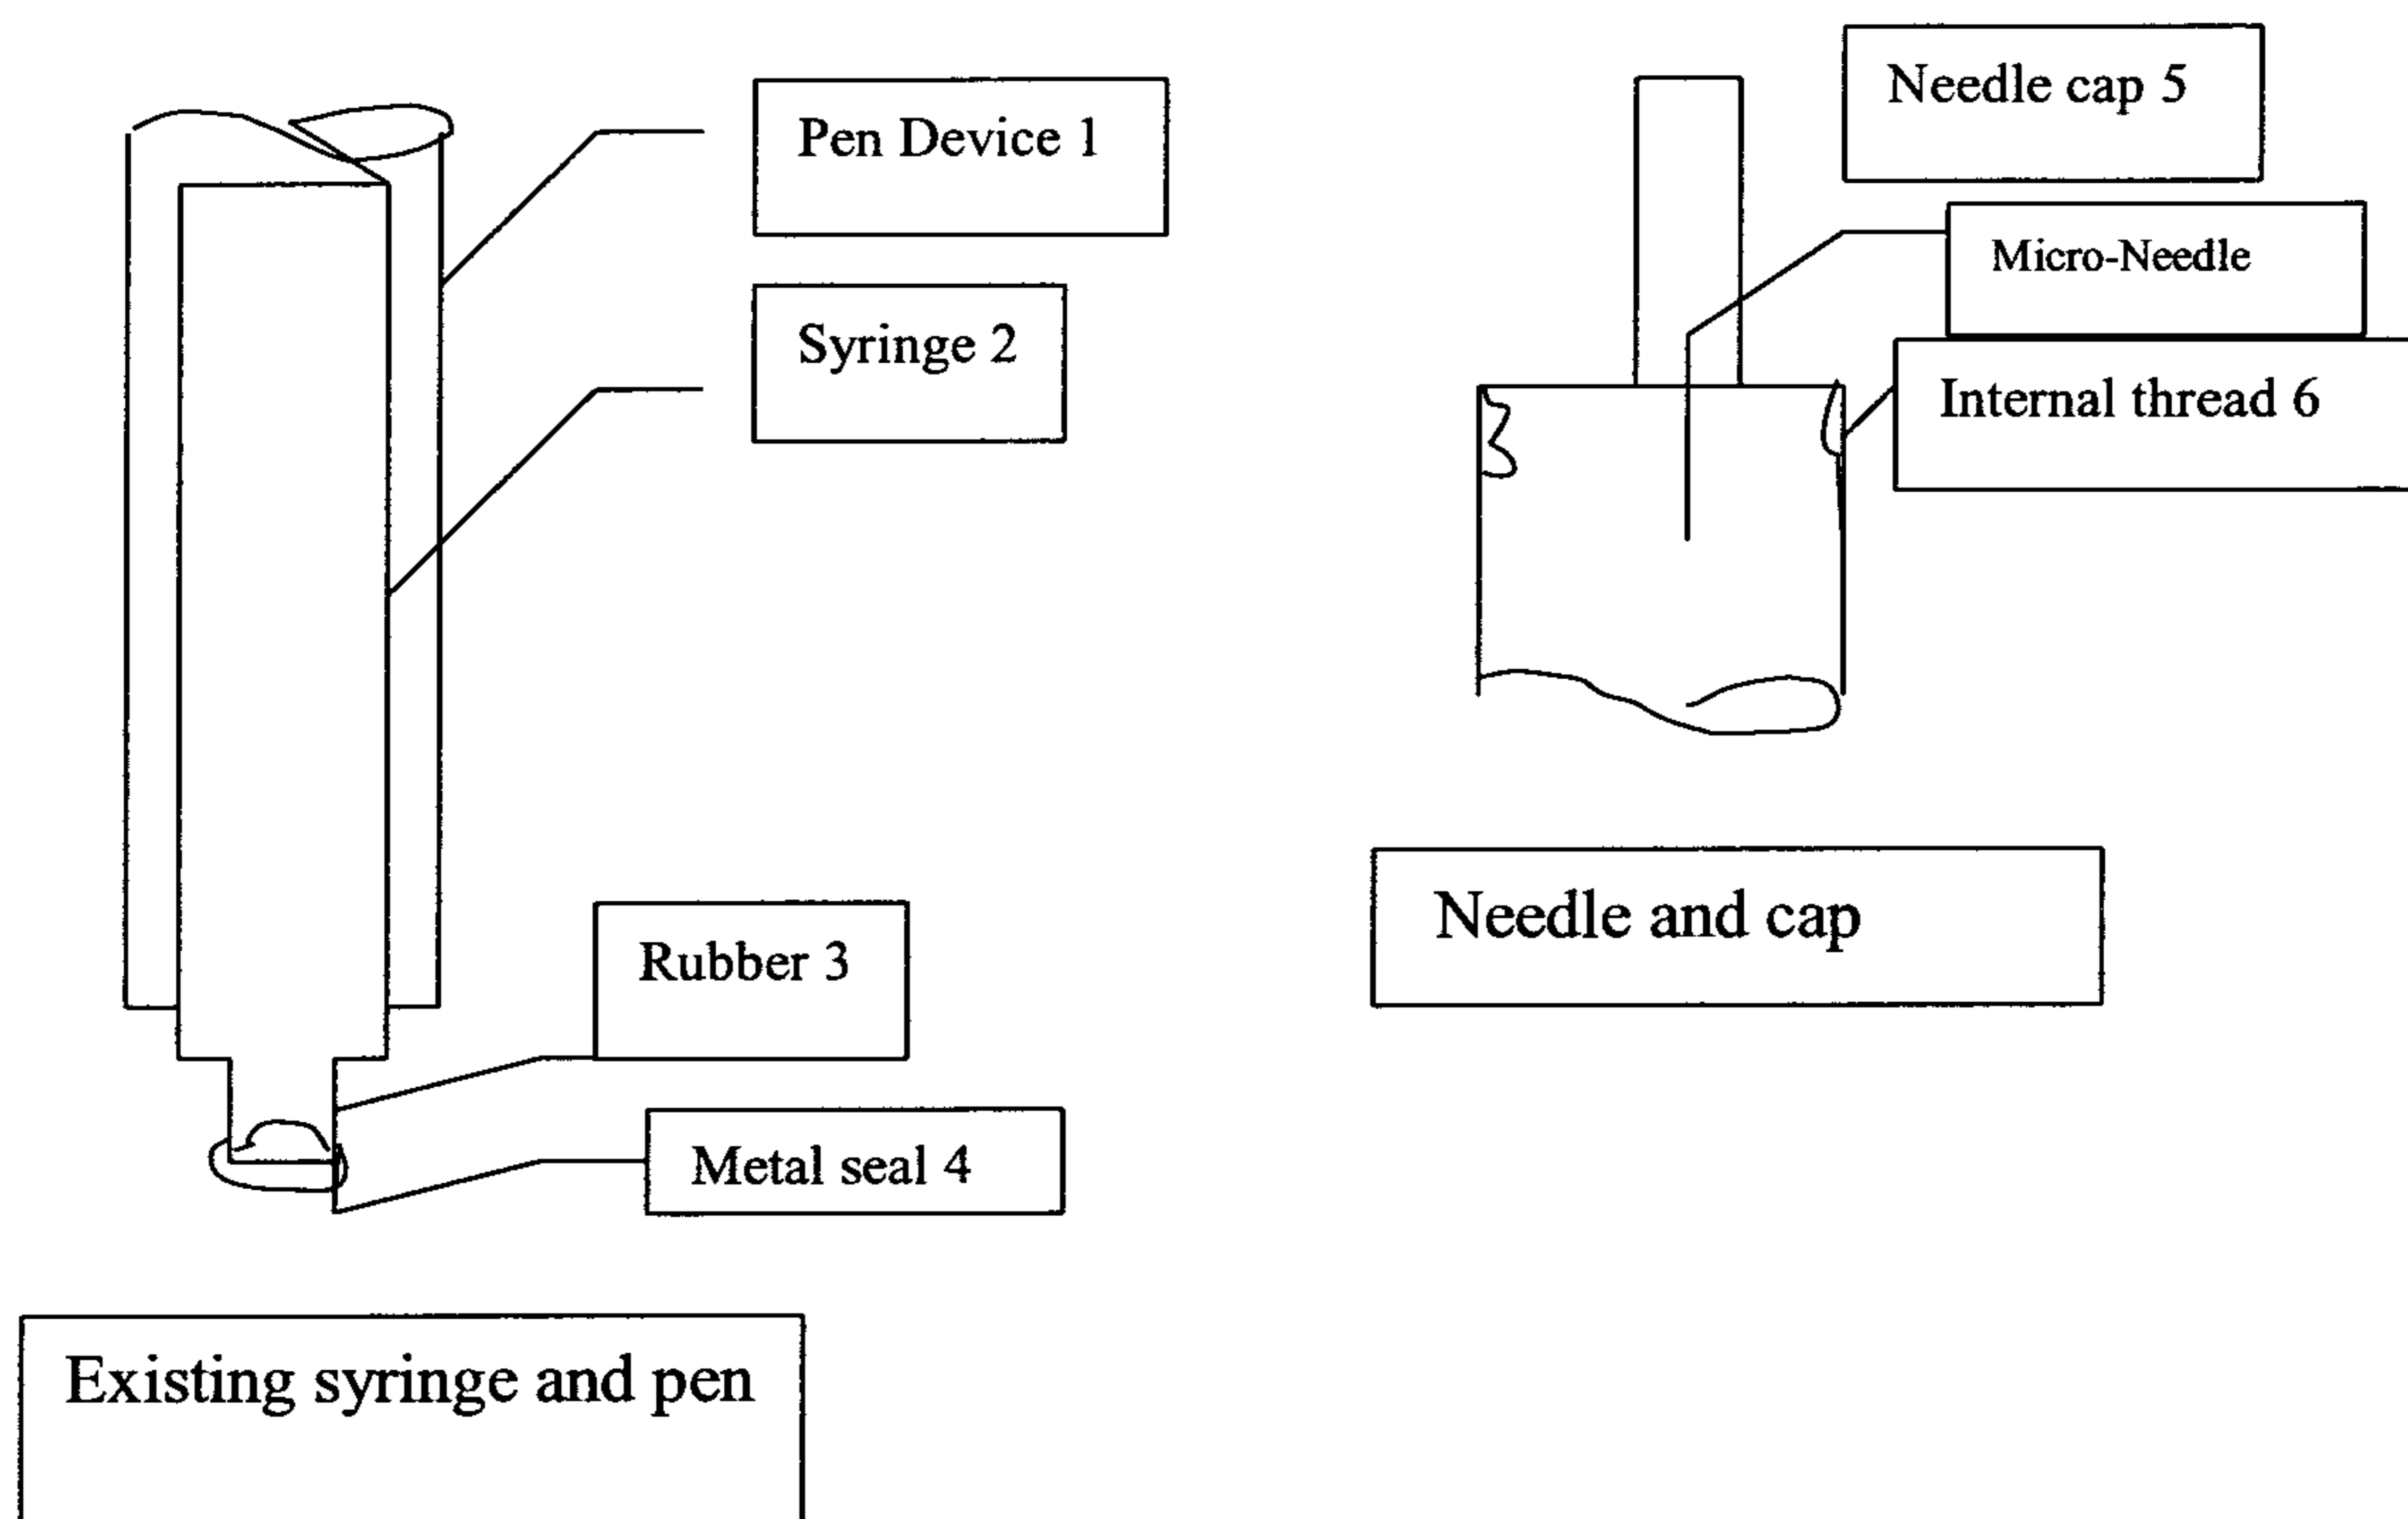 Pen Device 1
Syringe 2
Rubber 3
Metal seal 4
Existing syringe and pen
Needle cap 5
Micro-Needle
Internal thread 6
Needle and cap